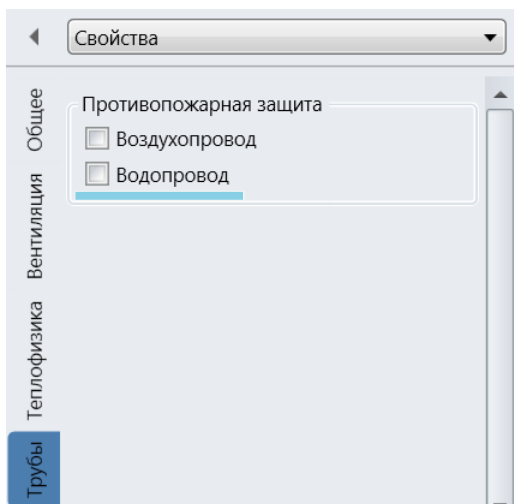 Свойства
Общее
Вентиляция
Теплофизика
Трубы
Противопожарная защита
Воздухопровод
Водопровод